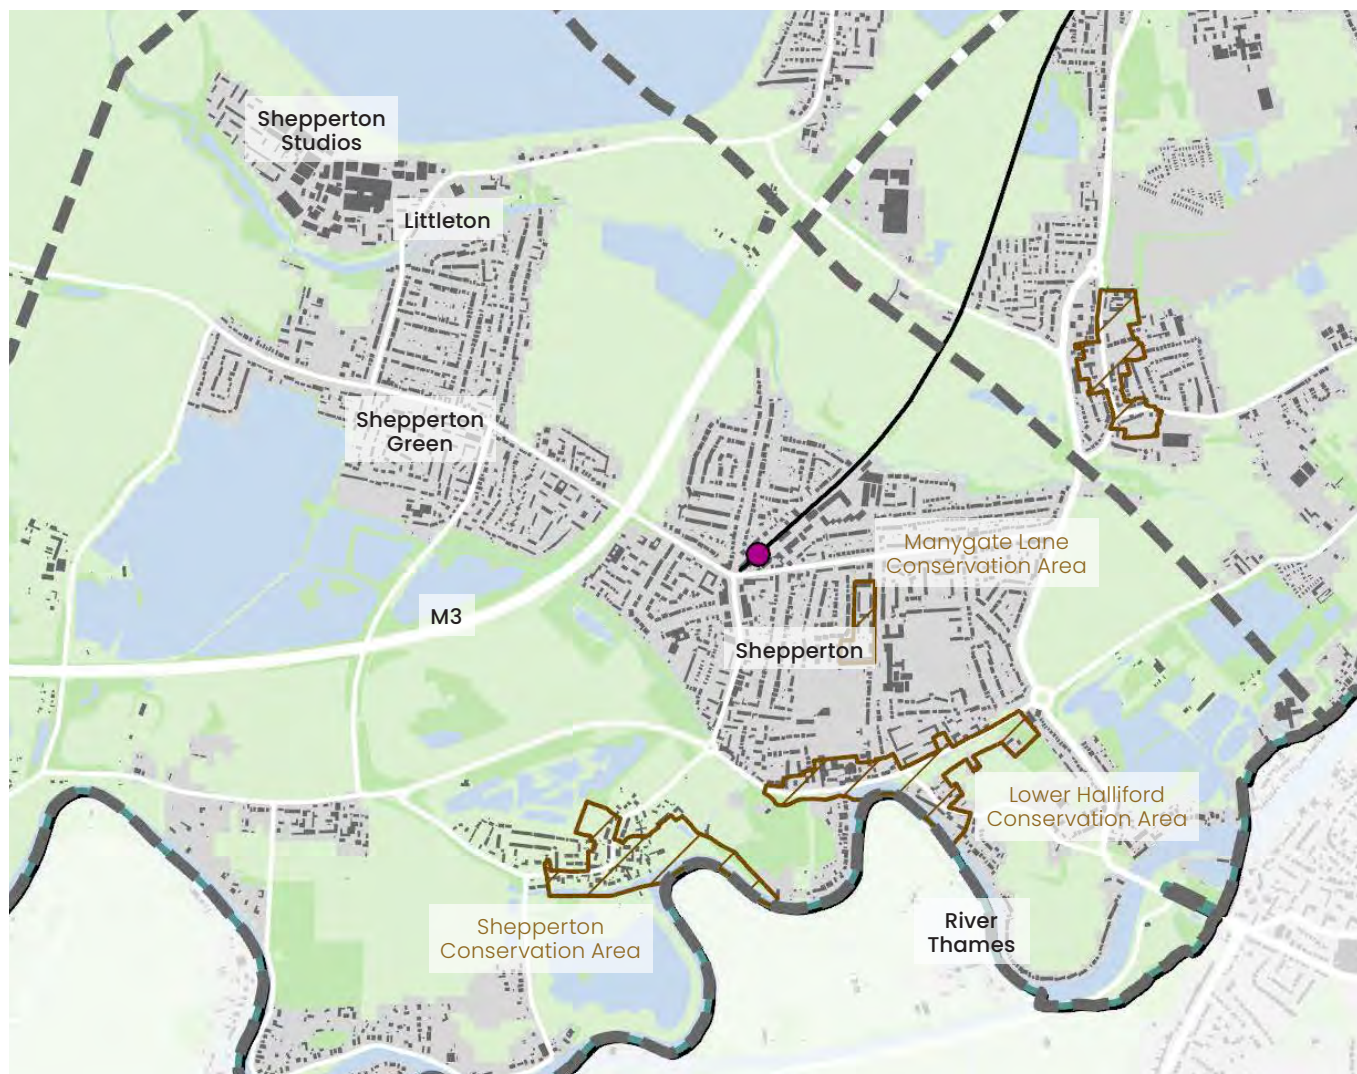 Shepperton
Studios
Littleton
Shepperton
Green
Manygate Lane
Conservation Area
M3
Shepperton
Lower Halliford
Conservation Area
Shepperton
Conservation Area
River
Thames